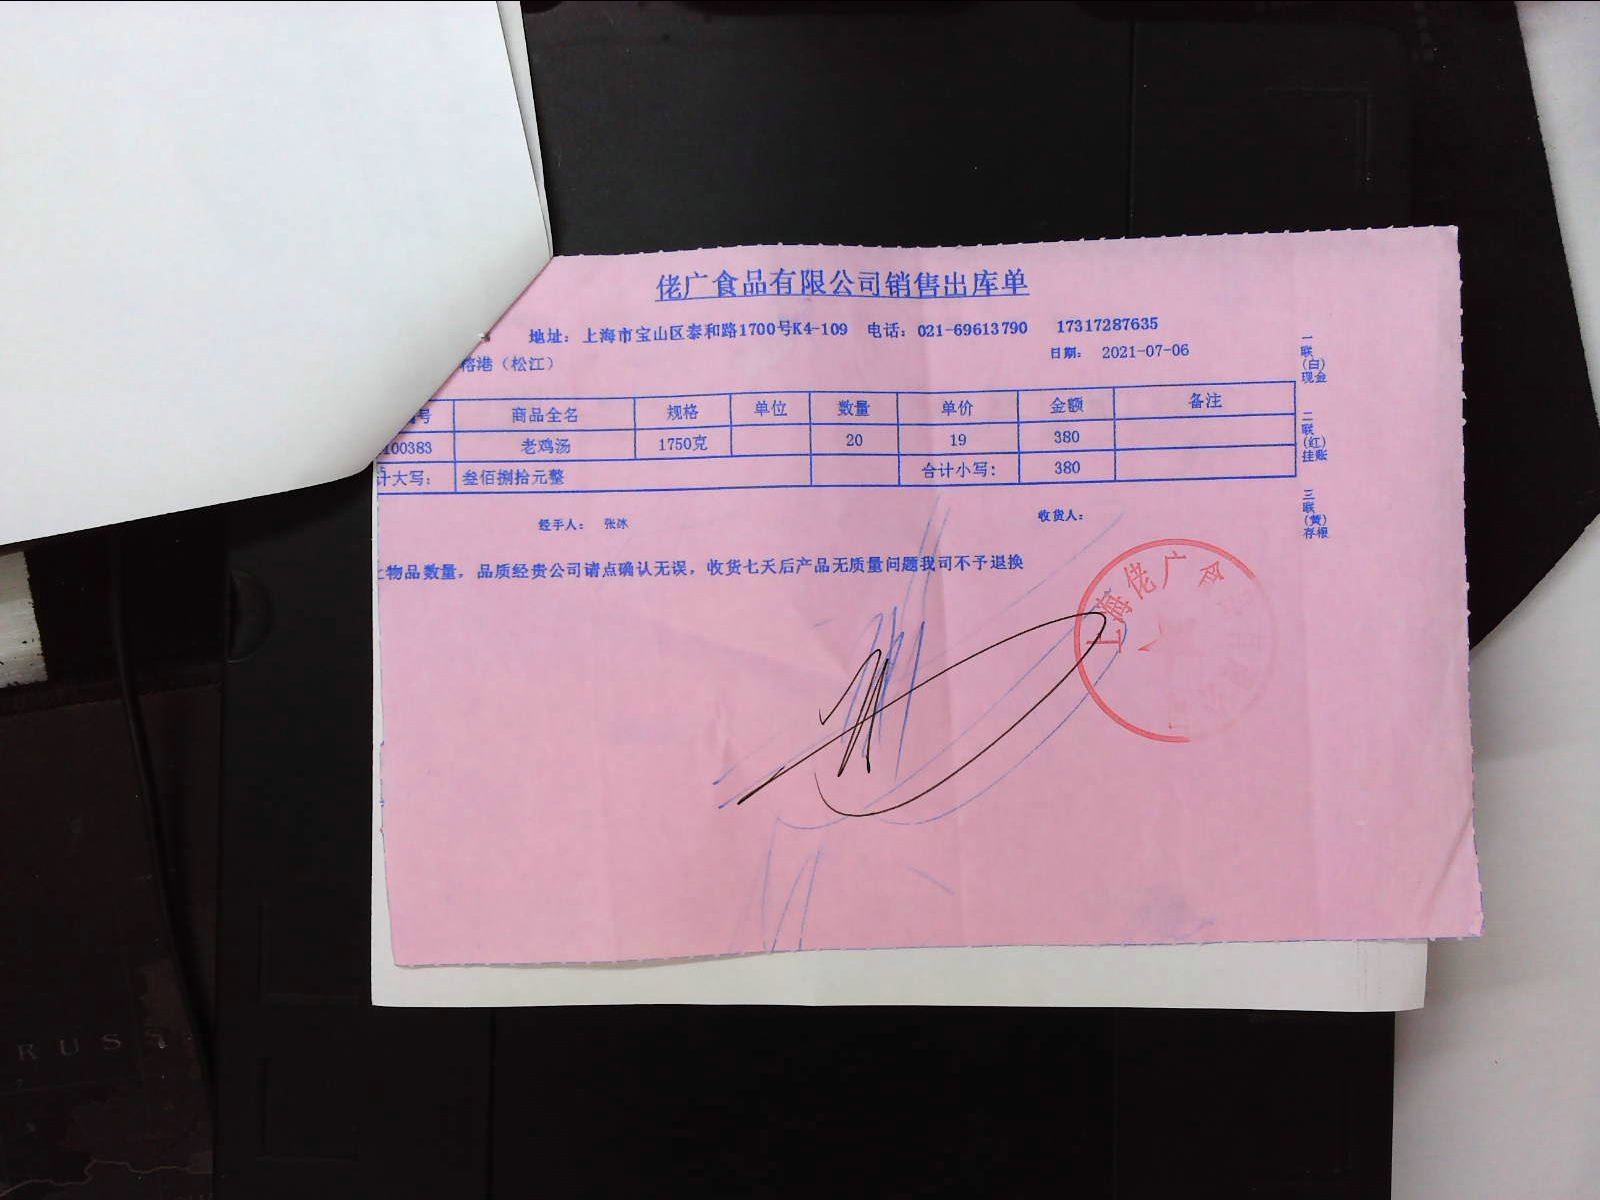 佬广食品有限公司销售出库单
地址：上海市宝山区泰和路1700号K4-109 电话：021-69613790 17317287635
榕港（松江） 日期： 2021-07-06
号 商品全名 规格 单位 数量 单价 金额 备注
100383 老鸡汤 1750克 20 19 380
计大写： 叁佰捌拾元整 合计小写： 380
经手人： 张冰 收货人：
物品数量，品质经贵公司请点确认无误，收货七天后产品无质量问题我司不予退换
一联（白）现金
二联（红）挂账
三联（黄）存根
上海佬广食
RUSS